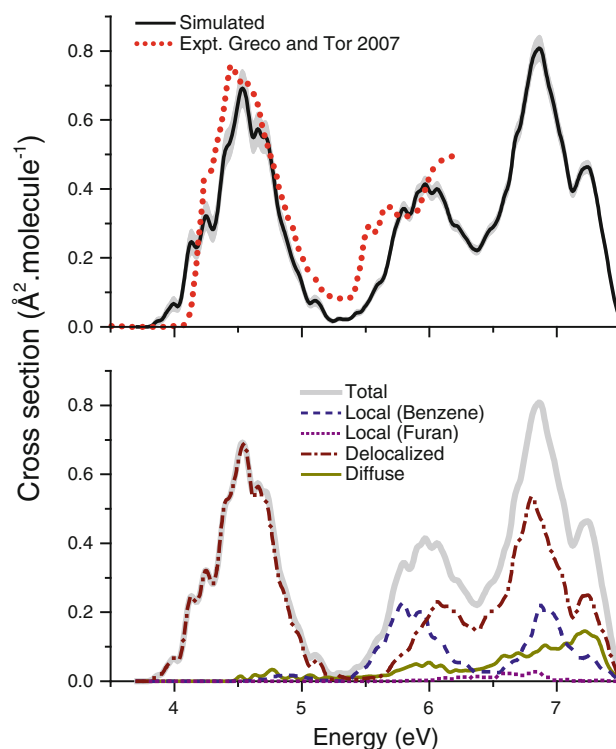 Simulated
Expt. Greco and Tor 2007
0.8
0.6
0.4
0.2
0.0
Cross section (Å².molecule⁻¹)
Total
Local (Benzene)
Local (Furan)
Delocalized
Diffuse
0.8
0.6
0.4
0.2
0.0
4
5
6
7
Energy (eV)